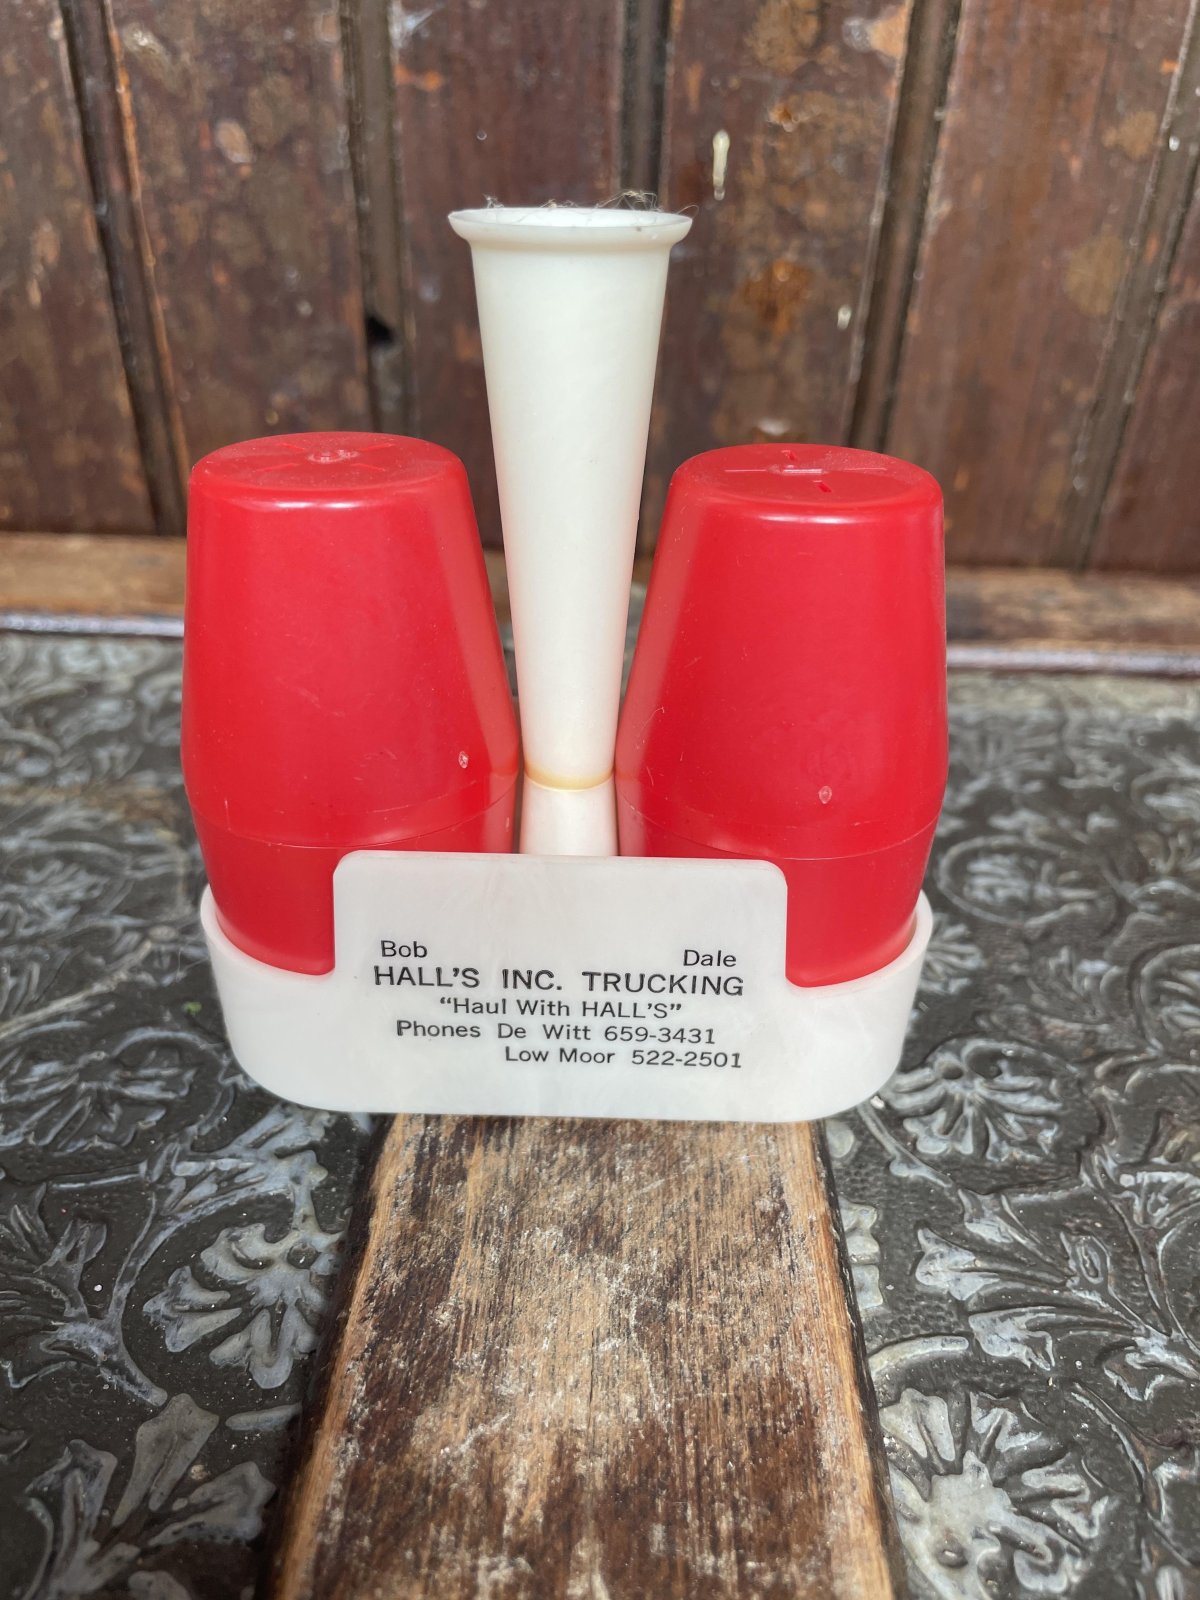 Bob Dale
HALL'S INC. TRUCKING
“Haul With HALL'S”
Phones De Witt 659-3431
Low Moor 522-2501